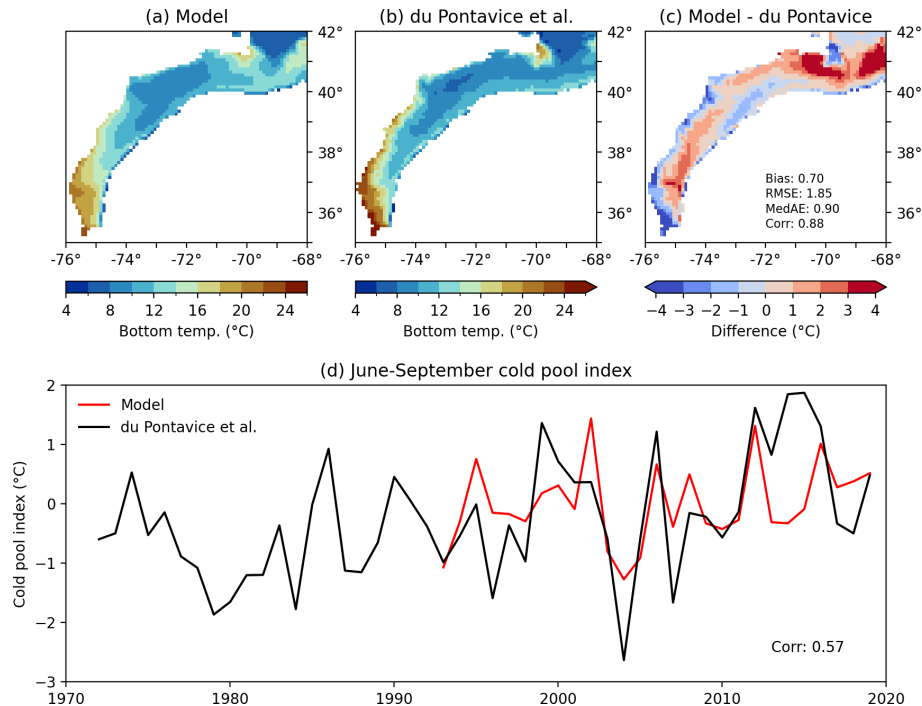 (a) Model
(b) du Pontavice et al.
(c) Model - du Pontavice
42°
42°
42°
40°
40°
40°
38°
38°
38°
36°
36°
36°
Bias: 0.70
RMSE: 1.85
MedAE: 0.90
Corr: 0.88
-76° -74° -72° -70° -68°
-76° -74° -72° -70° -68°
-76° -74° -72° -70° -68°
4 8 12 16 20 24
Bottom temp. (°C)
4 8 12 16 20 24
Bottom temp. (°C)
−4 −3 −2 −1 0 1 2 3 4
Difference (°C)
(d) June-September cold pool index
Model
du Pontavice et al.
Cold pool index (°C)
2
1
0
−1
−2
−3
Corr: 0.57
1970 1980 1990 2000 2010 2020